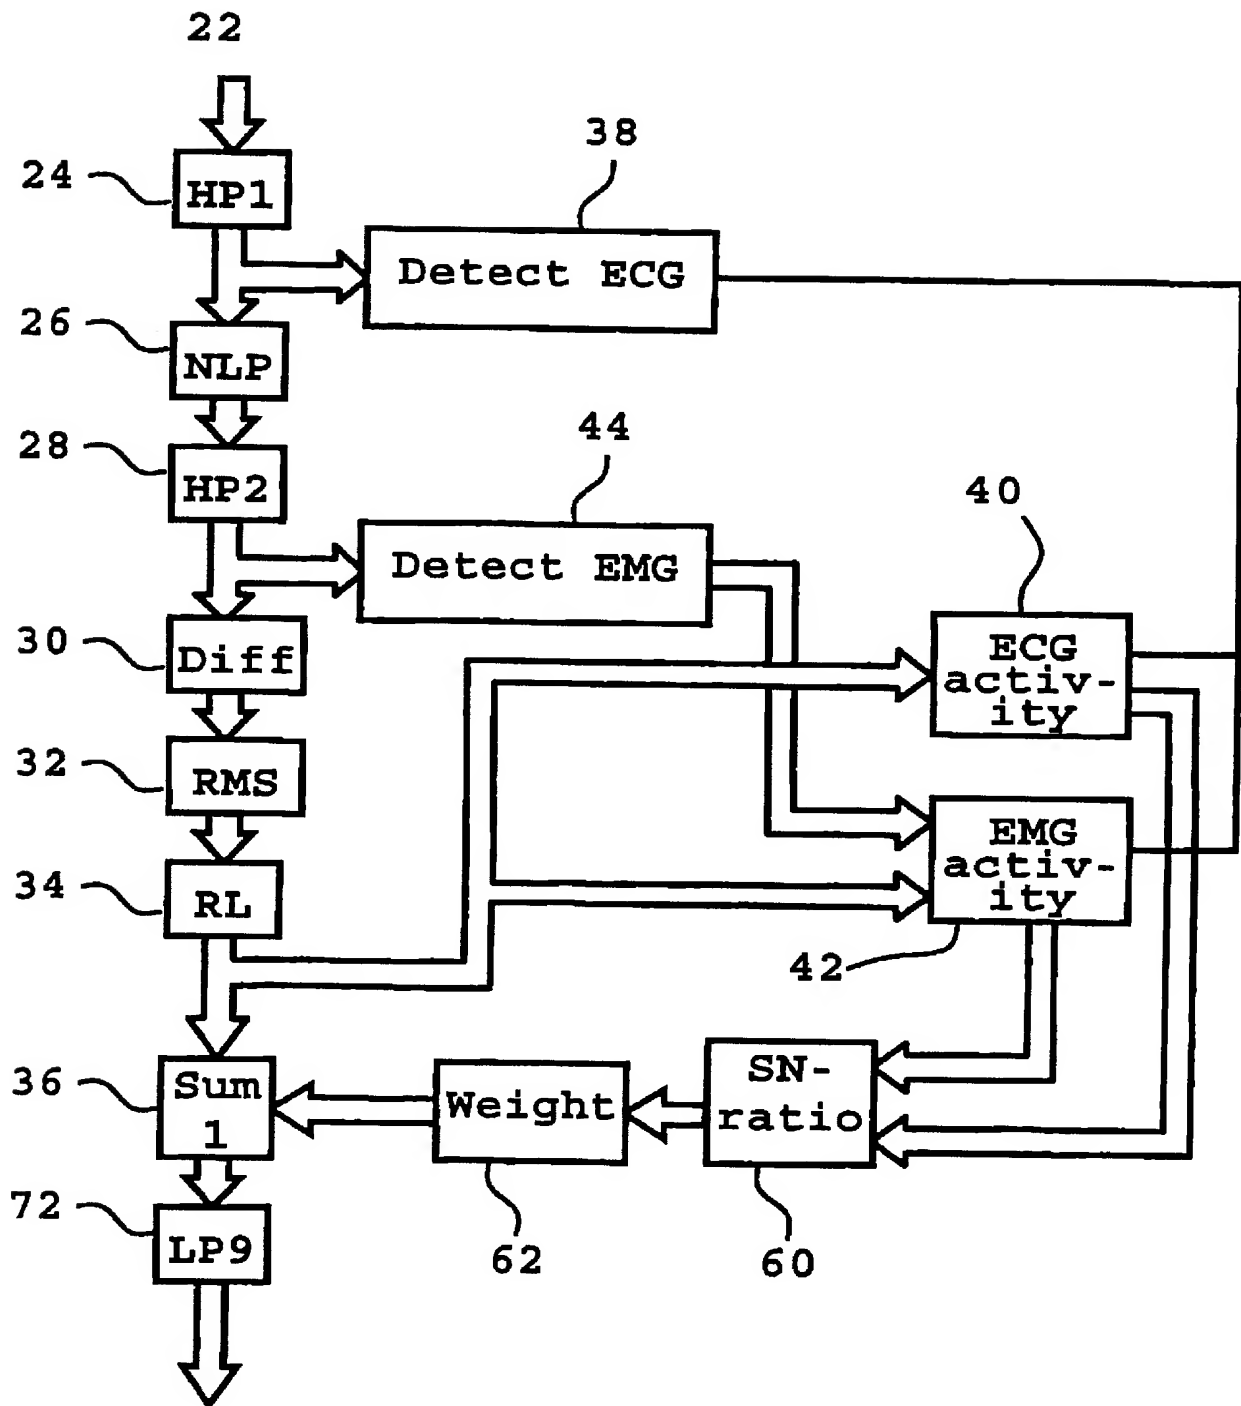 22
38
24
HP1
Detect ECG
26
NLP
44
28
HP2
40
Detect EMG
30
Diff
ECG
activ-
ity
32
RMS
EMG
activ-
ity
34
RL
42
36
Sum
1
Weight
SN-
ratio
72
LP9
62
60